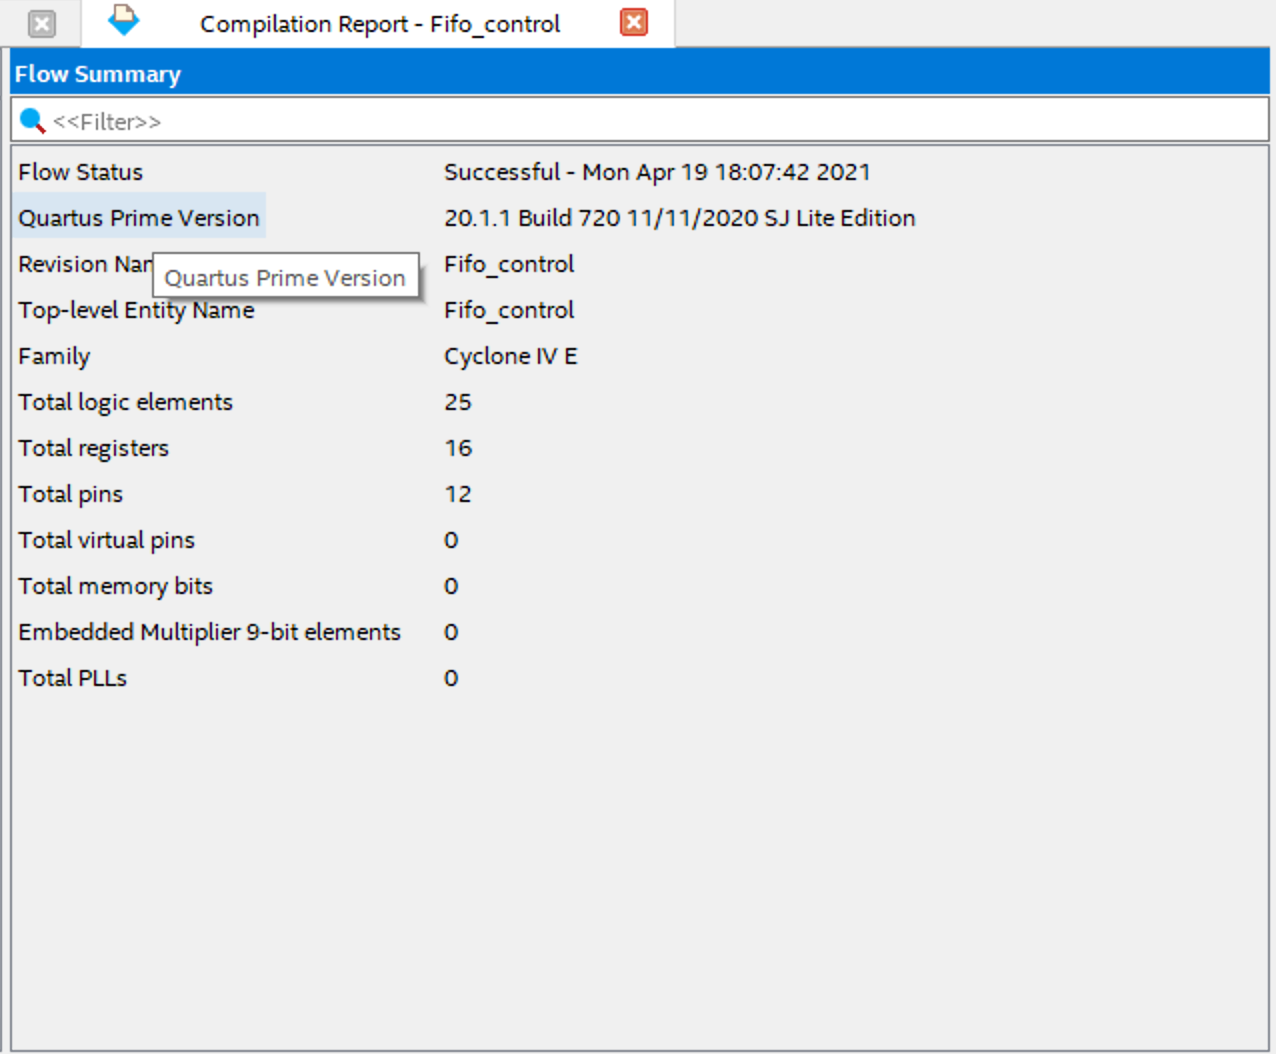 Compilation Report - Fifo_control
Flow Summary
<<Filter>>
Flow Status Successful - Mon Apr 19 18:07:42 2021
Quartus Prime Version 20.1.1 Build 720 11/11/2020 SJ Lite Edition
Revision Nan Fifo_control
Quartus Prime Version
Top-level Entity Name Fifo_control
Family Cyclone IV E
Total logic elements 25
Total registers 16
Total pins 12
Total virtual pins 0
Total memory bits 0
Embedded Multiplier 9-bit elements 0
Total PLLs 0